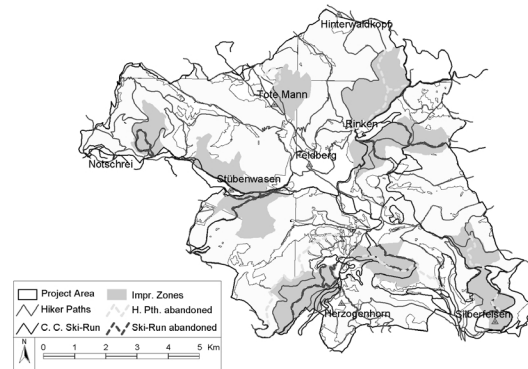 Hinterwaldkopf
Tote Mann
Rinken
Notschrei
Feldberg
Stübenwasen
Herzogenhorn
Silberfelsen
Project Area
Impr. Zones
Hiker Paths
H. Pth. abandoned
C. C. Ski-Run
Ski-Run abandoned
N
0 1 2 3 4 5 Km